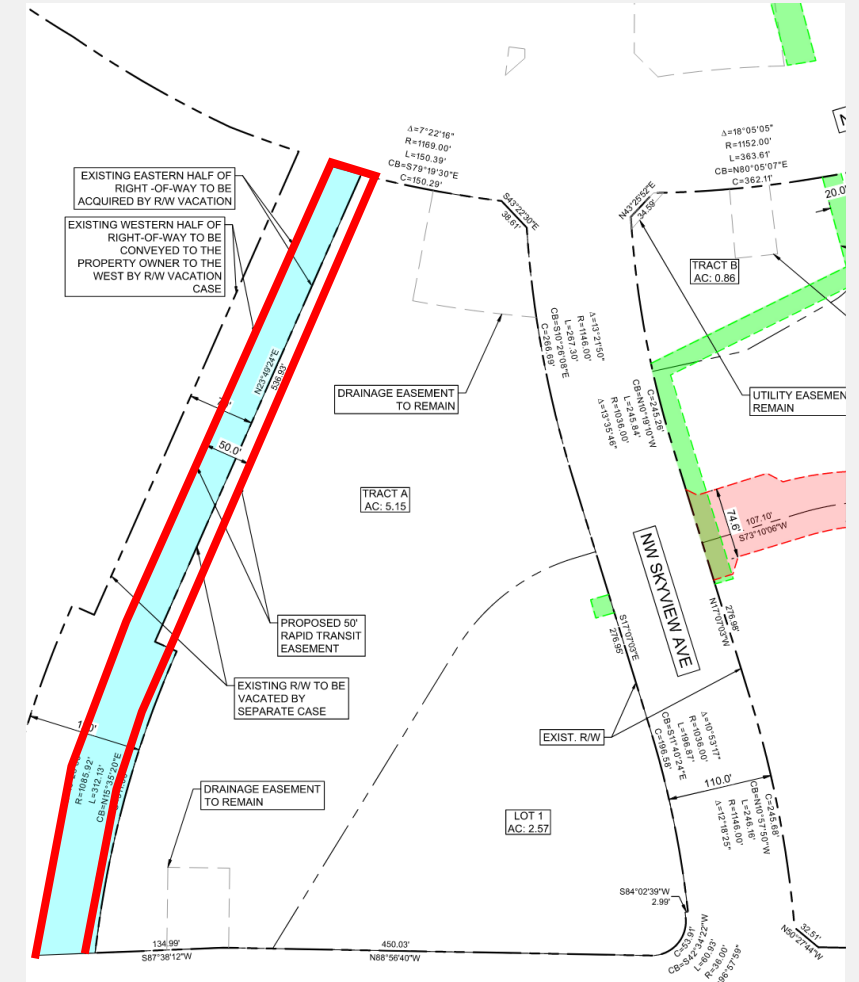 Δ=7°22'16"
R=1169.00'
L=150.39'
CB=S79°19'30"E
C=150.29'
Δ=18°05'05"
R=1152.00'
L=363.61'
CB=N80°05'07"E
C=362.11'
EXISTING EASTERN HALF OF
RIGHT -OF-WAY TO BE
ACQUIRED BY R/W VACATION
EXISTING WESTERN HALF OF
RIGHT-OF-WAY TO BE
CONVEYED TO THE
PROPERTY OWNER TO THE
WEST BY R/W VACATION
CASE
S43°22'30"E
38.61'
N43°25'52"E
34.59'
20.0'
TRACT B
AC: 0.86
N23°49'24"E
536.93'
DRAINAGE EASEMENT
TO REMAIN
Δ=13°21'50"
R=1146.00'
L=267.30'
CB=S10°26'08"E
C=266.69'
C=245.26'
CB=N10°19'10"W
L=245.84'
R=1036.00'
Δ=13°35'46"
UTILITY EASEMEN
REMAIN
50.0'
TRACT A
AC: 5.15
74.6'
107.10'
S73°10'06"W
NW SKYVIEW AVE
PROPOSED 50'
RAPID TRANSIT
EASEMENT
S17°07'03"E
276.95'
276.98'
N17°07'03"W
EXISTING R/W TO BE
VACATED BY
SEPARATE CASE
EXIST. R/W
Δ=10°53'17"
R=1036.00'
L=196.87'
CB=S11°40'24"E
C=196.58'
110.0'
C=245.68'
CB=N10°57'50"W
L=246.16'
R=1146.00'
Δ=12°18'25"
R=1085.92'
L=312.13'
CB=N15°35'20"E
DRAINAGE EASEMENT
TO REMAIN
LOT 1
AC: 2.57
S84°02'39"W
2.99'
C=53.91'
CB=S42°34'22"W
L=60.93'
R=36.00'
96°57'59"
32.51'
N50°27'44"W
134.99'
S87°38'12"W
450.03'
N88°56'40"W